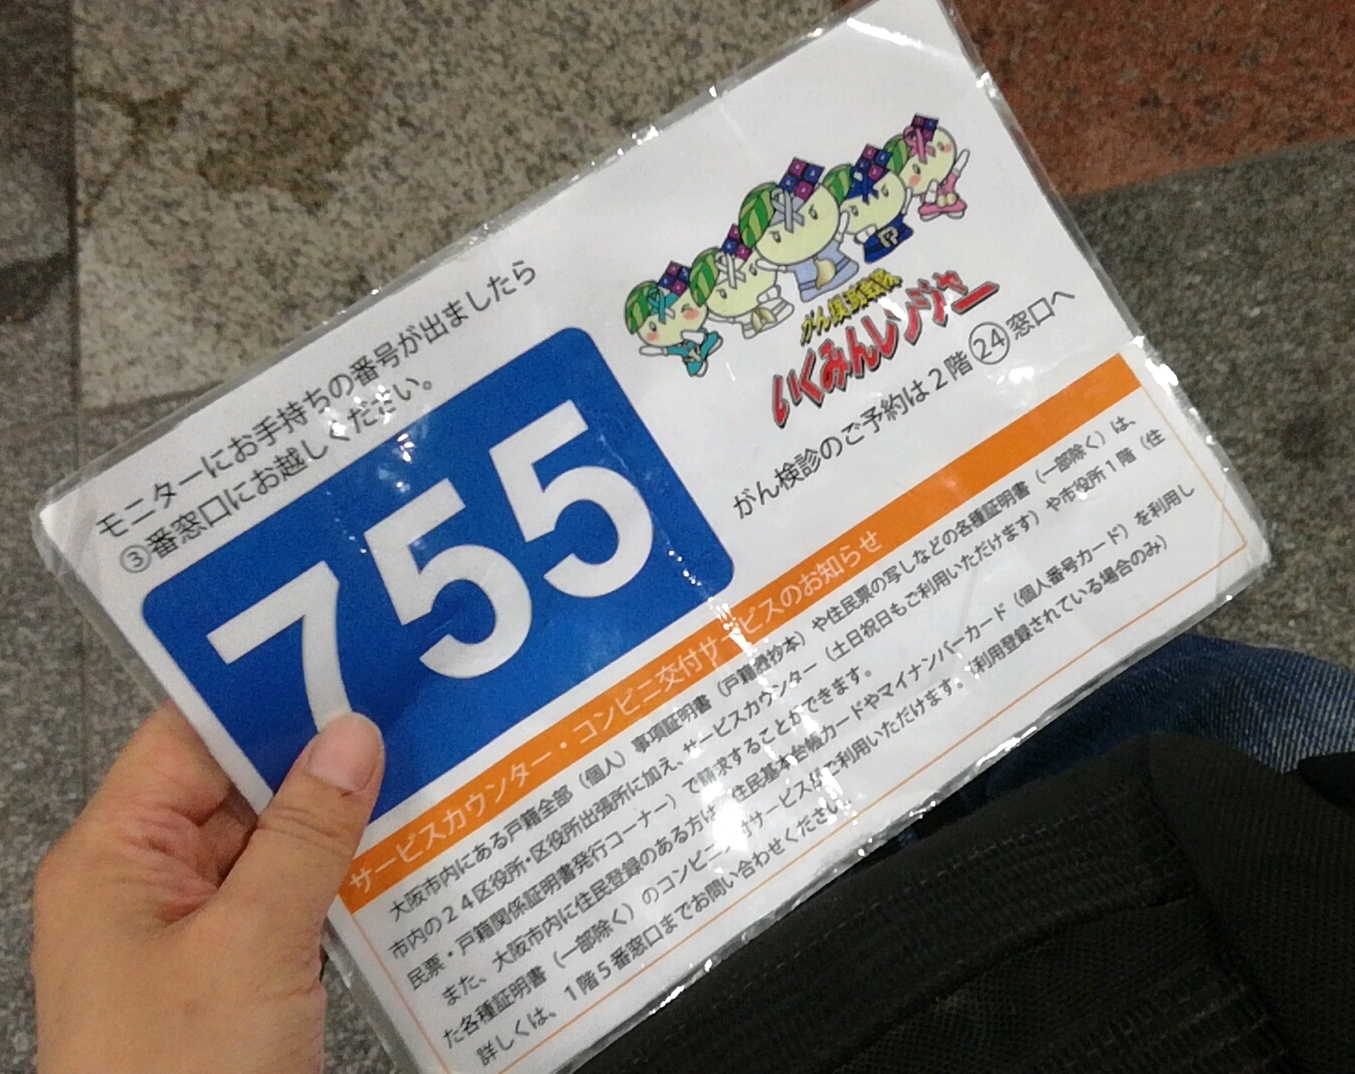 モニターにお手持ちの番号が出ましたら
③番窓口にお越しください。
755
がん検診戦隊
いくみんレンジャー
がん検診のご予約は2階㉔窓口へ
サービスカウンター・コンビニ交付サービスのお知らせ
大阪市内にある戸籍全部（個人）事項証明書（戸籍謄抄本）や住民票の写しなどの各種証明書（一部除く）は、
市内の24区役所・区役所出張所に加え、サービスカウンター（土日祝日もご利用いただけます）や市役所1階（住
民票・戸籍関係証明書発行コーナー）で請求することができます。
また、大阪市内に住民登録のある方は、住民基本台帳カードやマイナンバーカード（個人番号カード）を利用し
た各種証明書（一部除く）のコンビニ交付サービスがご利用いただけます。（利用登録されている場合のみ）
詳しくは、1階5番窓口までお問い合わせください。